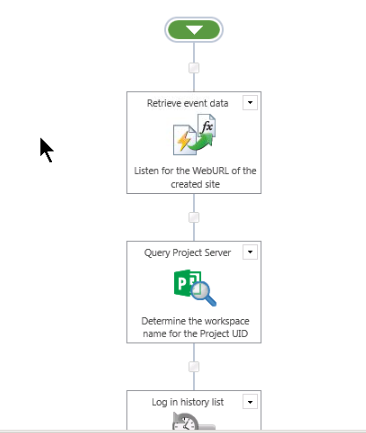 Retrieve event data
fx
Listen for the WebURL of the
created site
Query Project Server
P
Determine the workspace
name for the Project UID
Log in history list